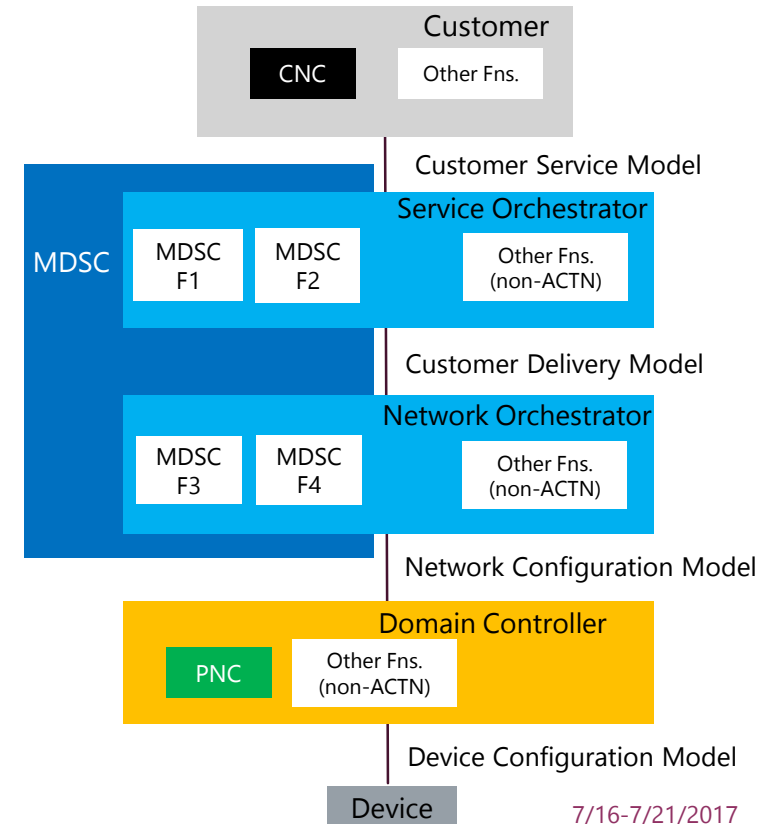 Customer
CNC
Other Fns.
Customer Service Model
Service Orchestrator
MDSC
MDSC
F1
MDSC
F2
Other Fns.
(non-ACTN)
Customer Delivery Model
Network Orchestrator
MDSC
F3
MDSC
F4
Other Fns.
(non-ACTN)
Network Configuration Model
Domain Controller
PNC
Other Fns.
(non-ACTN)
Device Configuration Model
Device
7/16-7/21/2017